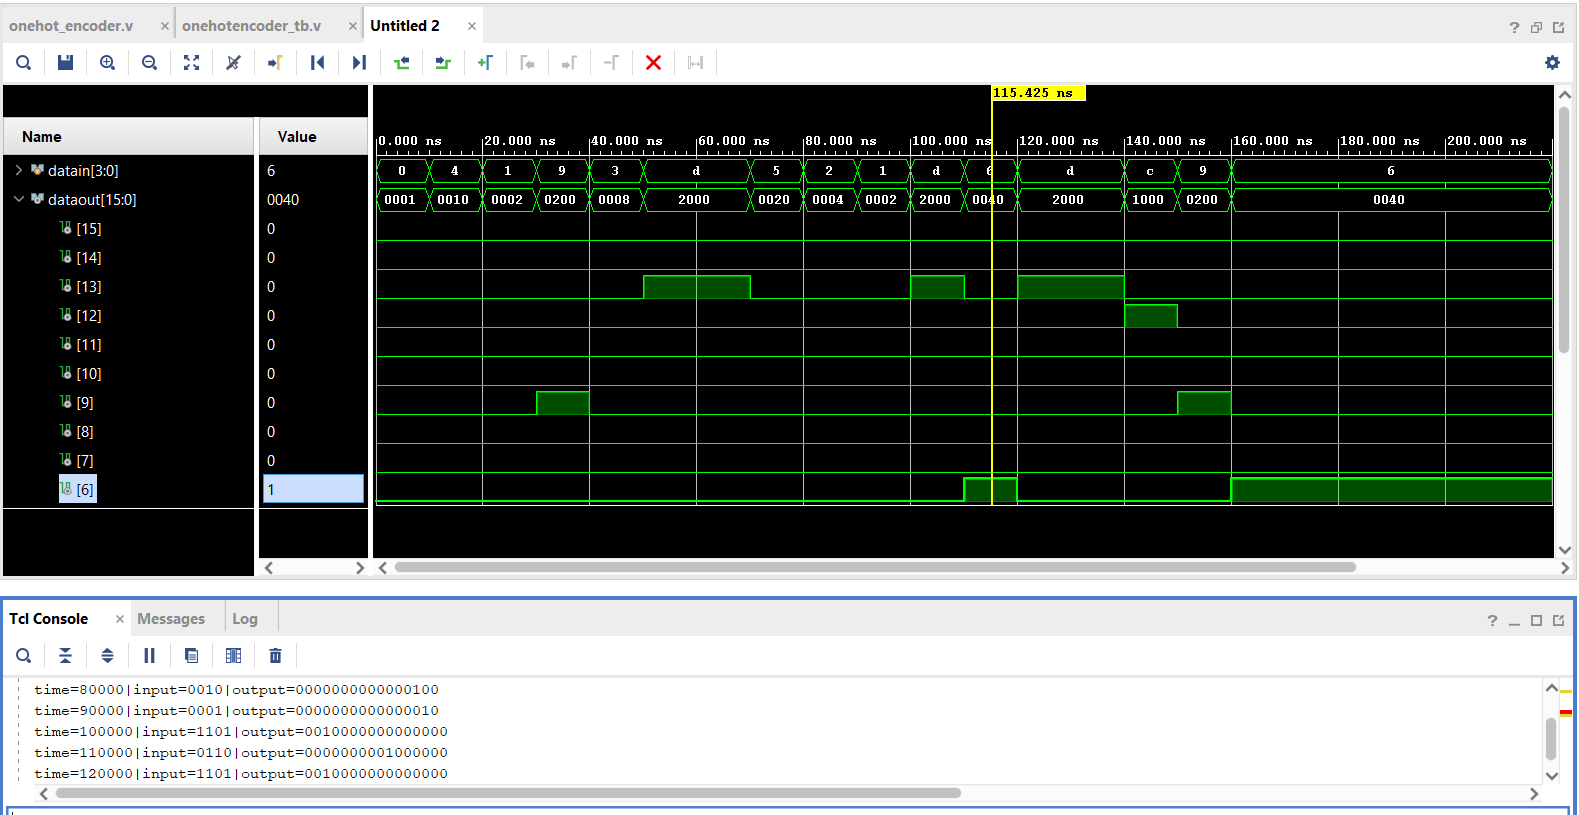 onehot_encoder.v × onehotencoder_tb.v × Untitled 2 ×
?
115.425 ns
Name Value
0.000 ns 20.000 ns 40.000 ns 60.000 ns 80.000 ns 100.000 ns 120.000 ns 140.000 ns 160.000 ns 180.000 ns 200.000 ns
datain[3:0] 6 0 4 1 9 3 d 5 2 1 d 6 d c 9 6
dataout[15:0] 0040 0001 0010 0002 0200 0008 2000 0020 0004 0002 2000 0040 2000 1000 0200 0040
[15] 0
[14] 0
[13] 0
[12] 0
[11] 0
[10] 0
[9] 0
[8] 0
[7] 0
[6] 1
Tcl Console × Messages Log
?
time=80000|input=0010|output=0000000000000100
time=90000|input=0001|output=0000000000000010
time=100000|input=1101|output=0010000000000000
time=110000|input=0110|output=0000000001000000
time=120000|input=1101|output=0010000000000000